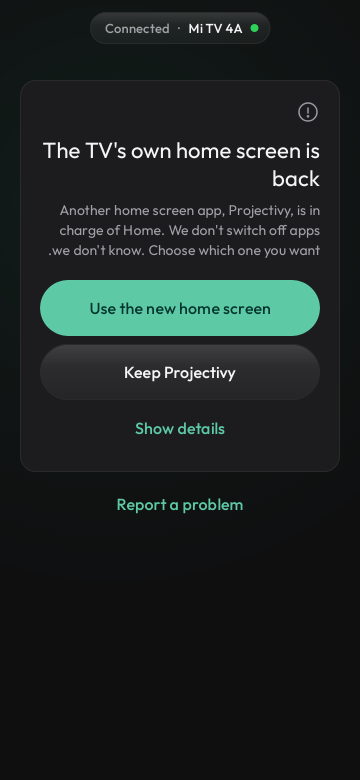 Connected · Mi TV 4A
The TV's own home screen is
back
Another home screen app, Projectivy, is in
charge of Home. We don't switch off apps
.we don't know. Choose which one you want
Use the new home screen
Keep Projectivy
Show details
Report a problem